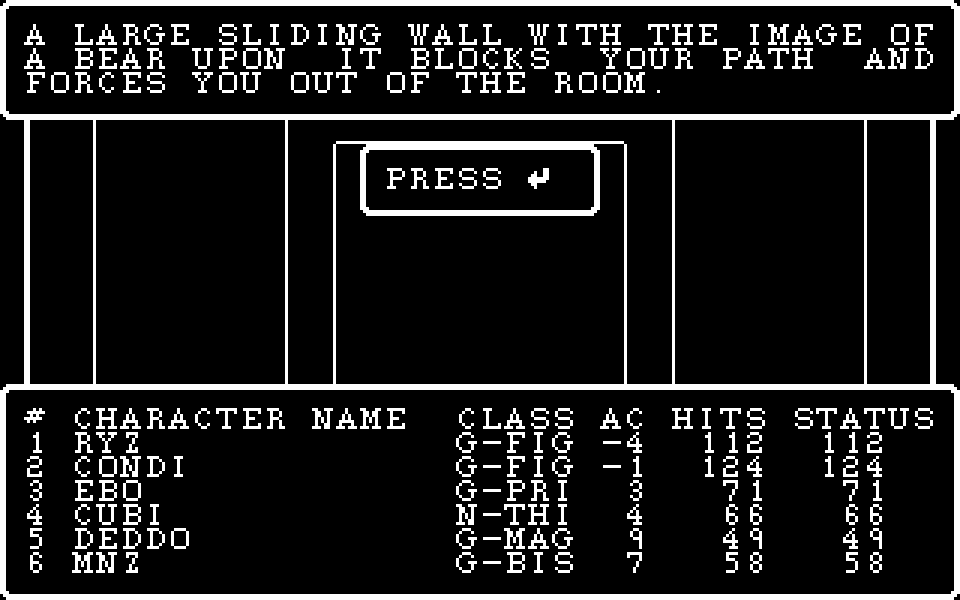 A LARGE SLIDING WALL WITH THE IMAGE OF
A BEAR UPON IT BLOCKS YOUR PATH AND
FORCES YOU OUT OF THE ROOM.
PRESS ↵
# CHARACTER NAME CLASS AC HITS STATUS
1 RYZ G-FIG -4 112 112
2 CONDI G-FIG -1 124 124
3 EBO G-PRI 3 71 71
4 CUBI N-THI 4 66 66
5 DEDDO G-MAG 9 49 49
6 MNZ G-BIS 7 58 58